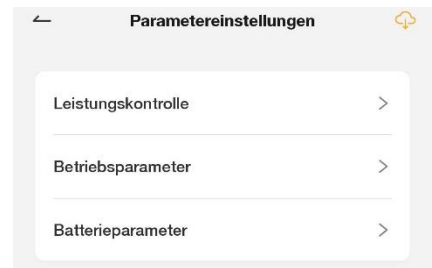 Parametereinstellungen
Leistungskontrolle
Betriebsparameter
Batterieparameter